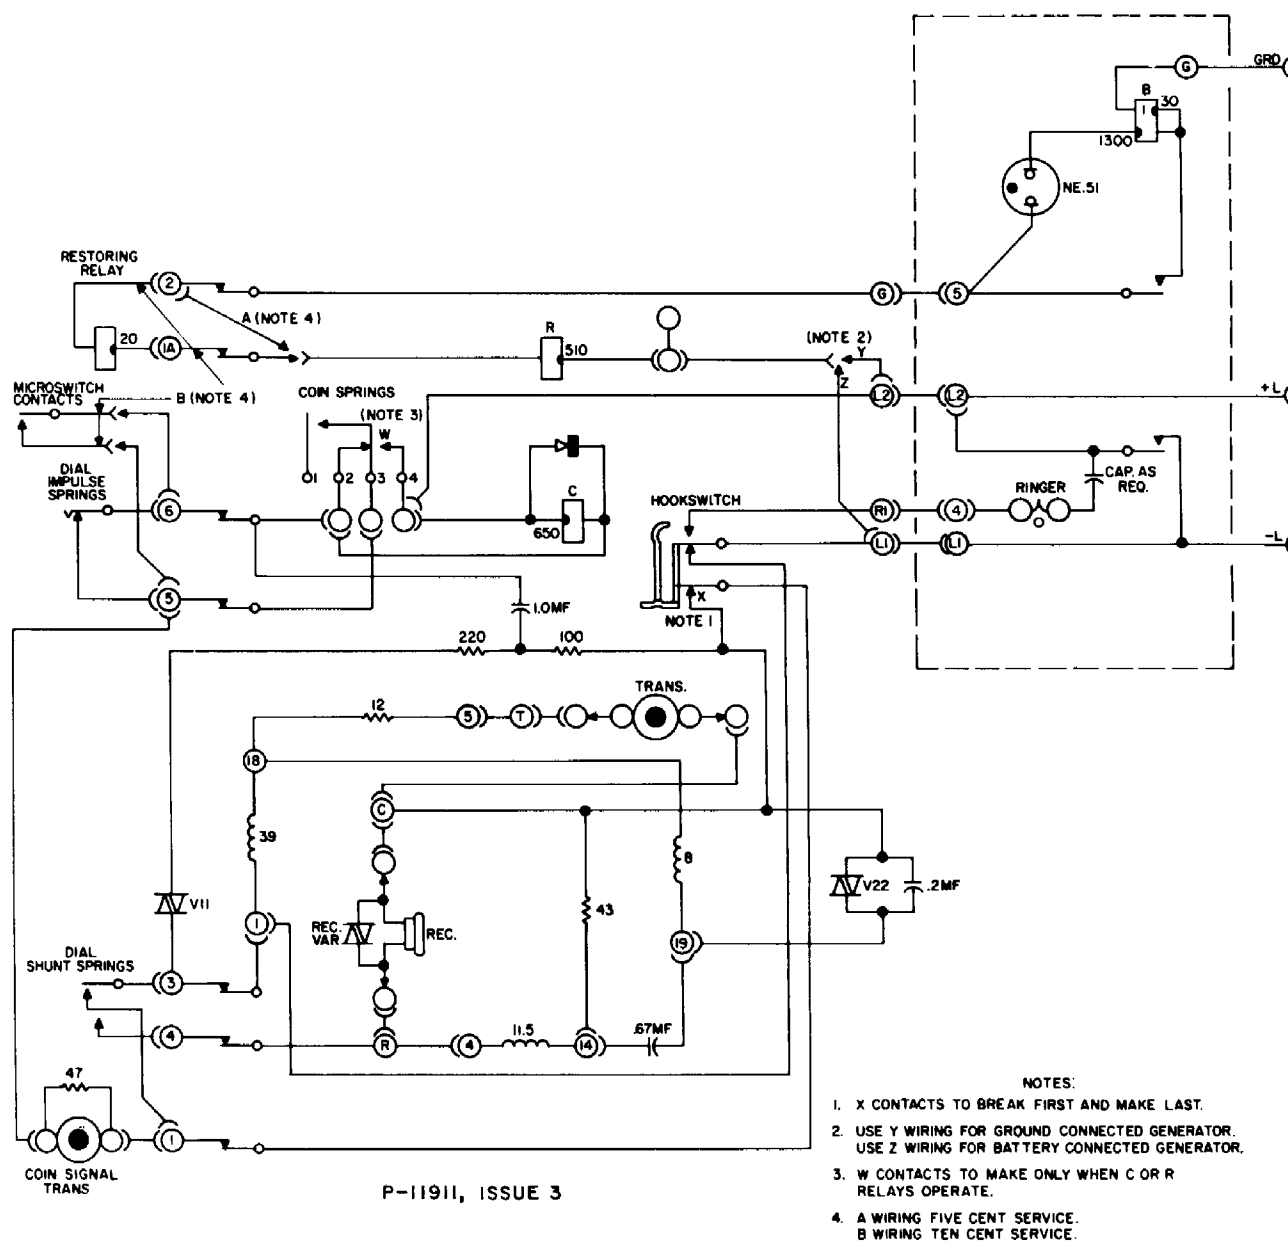 G
GRD
B
1
30
1300
NE.51
RESTORING
RELAY
2
A (NOTE 4)
G
5
20
1A
R
510
(NOTE 2)
Y
Z
MICROSWITCH
CONTACTS
B (NOTE 4)
COIN SPRINGS
(NOTE 3)
W
L2
L2
+L
1
2
3
4
DIAL
IMPULSE
SPRINGS
6
C
650
HOOKSWITCH
RINGER
CAP. AS
REQ.
R1
4
L1
L1
-L
5
1.0MF
X
NOTE 1
220
100
TRANS.
12
5
T
18
C
39
8
43
V11
REC.
VAR
REC.
V22
.2MF
1
19
DIAL
SHUNT SPRINGS
3
4
R
4
11.5
14
.67MF
47
1
COIN SIGNAL
TRANS
P-11911, ISSUE 3
NOTES:
1. X CONTACTS TO BREAK FIRST AND MAKE LAST.
2. USE Y WIRING FOR GROUND CONNECTED GENERATOR.
USE Z WIRING FOR BATTERY CONNECTED GENERATOR.
3. W CONTACTS TO MAKE ONLY WHEN C OR R
RELAYS OPERATE.
4. A WIRING FIVE CENT SERVICE.
B WIRING TEN CENT SERVICE.